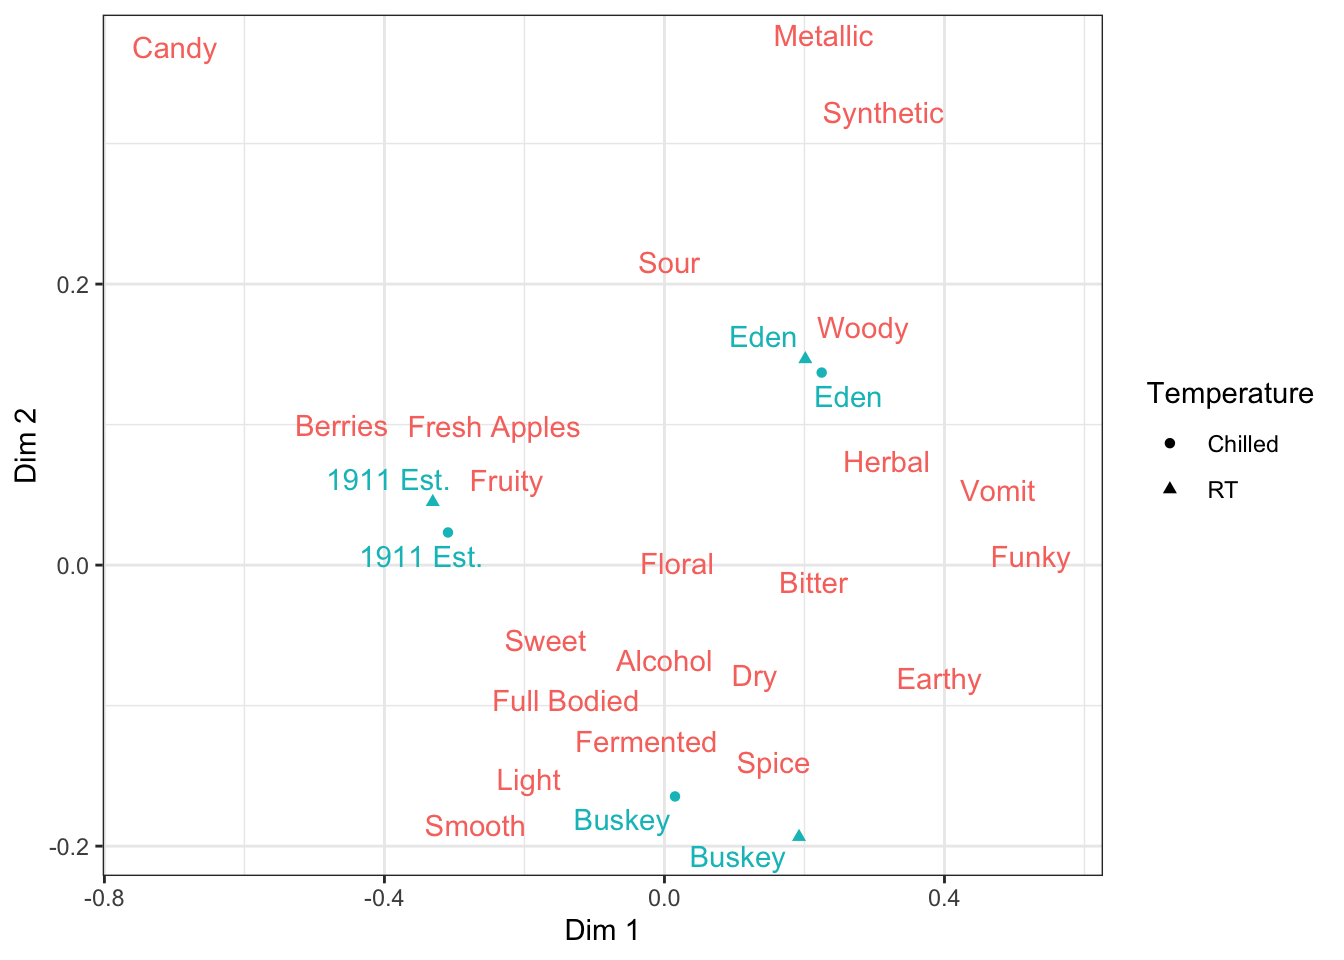 Candy
Metallic
Synthetic
Sour
0.2
Woody
Eden
Eden
Berries
Fresh Apples
Herbal
1911 Est.
Fruity
Vomit
1911 Est.
Floral
Funky
0.0
Bitter
Sweet
Alcohol
Dry
Earthy
Full Bodied
Fermented
Spice
Light
Buskey
Smooth
-0.2
Buskey
-0.8
-0.4
0.0
0.4
Dim 1
Dim 2
Temperature
Chilled
RT